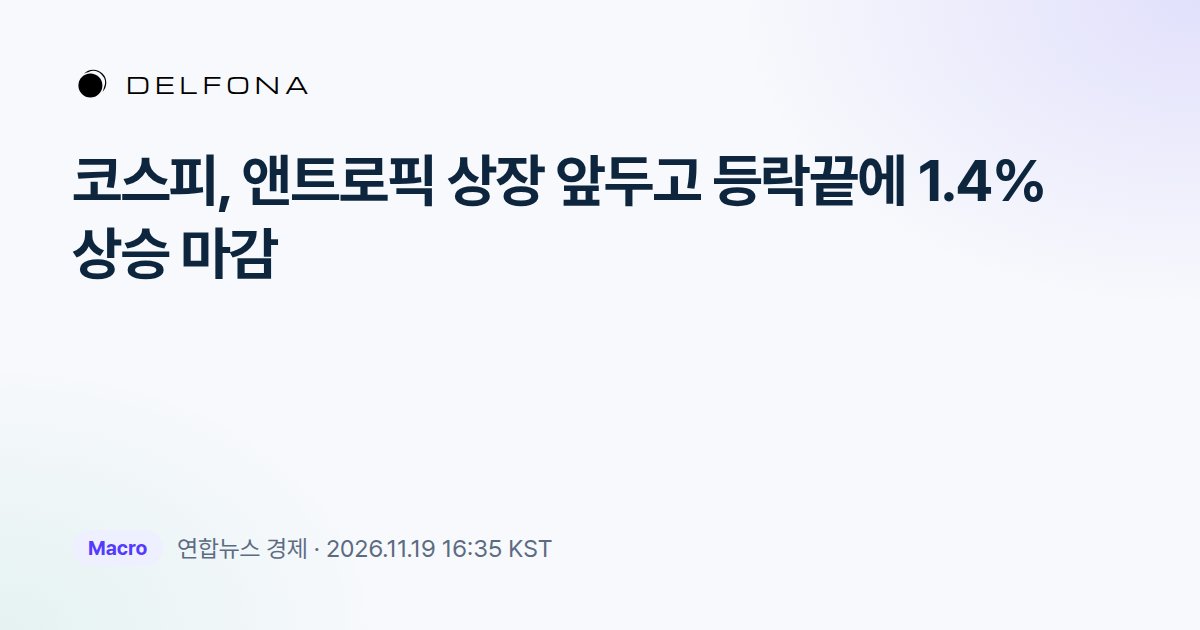 DELFONA
코스피, 앤트로픽 상장 앞두고 등락끝에 1.4%
상승 마감
Macro 연합뉴스 경제 · 2026.11.19 16:35 KST